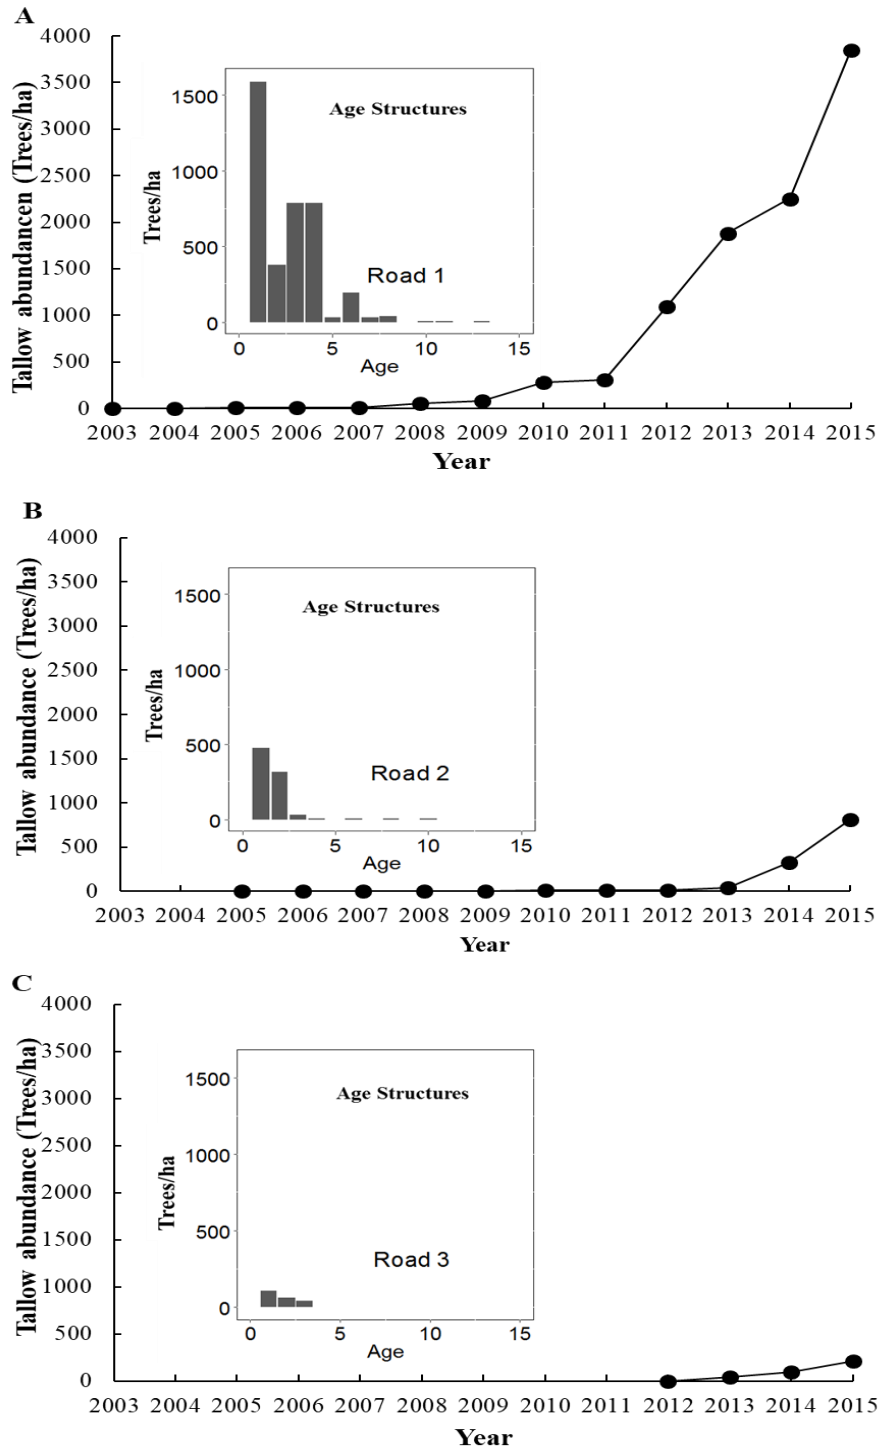 A
4000
3500
3000
2500
2000
1500
1000
500
0
Tallow abundancen (Trees/ha)
1500
1000
500
0
Trees/ha
Age Structures
Road 1
0 5 10 15
Age
2003 2004 2005 2006 2007 2008 2009 2010 2011 2012 2013 2014 2015
Year
B
4000
3500
3000
2500
2000
1500
1000
500
0
Tallow abundance (Trees/ha)
1500
1000
500
0
Trees/ha
Age Structures
Road 2
0 5 10 15
Age
2003 2004 2005 2006 2007 2008 2009 2010 2011 2012 2013 2014 2015
Year
C
4000
3500
3000
2500
2000
1500
1000
500
0
Tallow abundance (Trees/ha)
1500
1000
500
0
Trees/ha
Age Structures
Road 3
0 5 10 15
Age
2003 2004 2005 2006 2007 2008 2009 2010 2011 2012 2013 2014 2015
Year